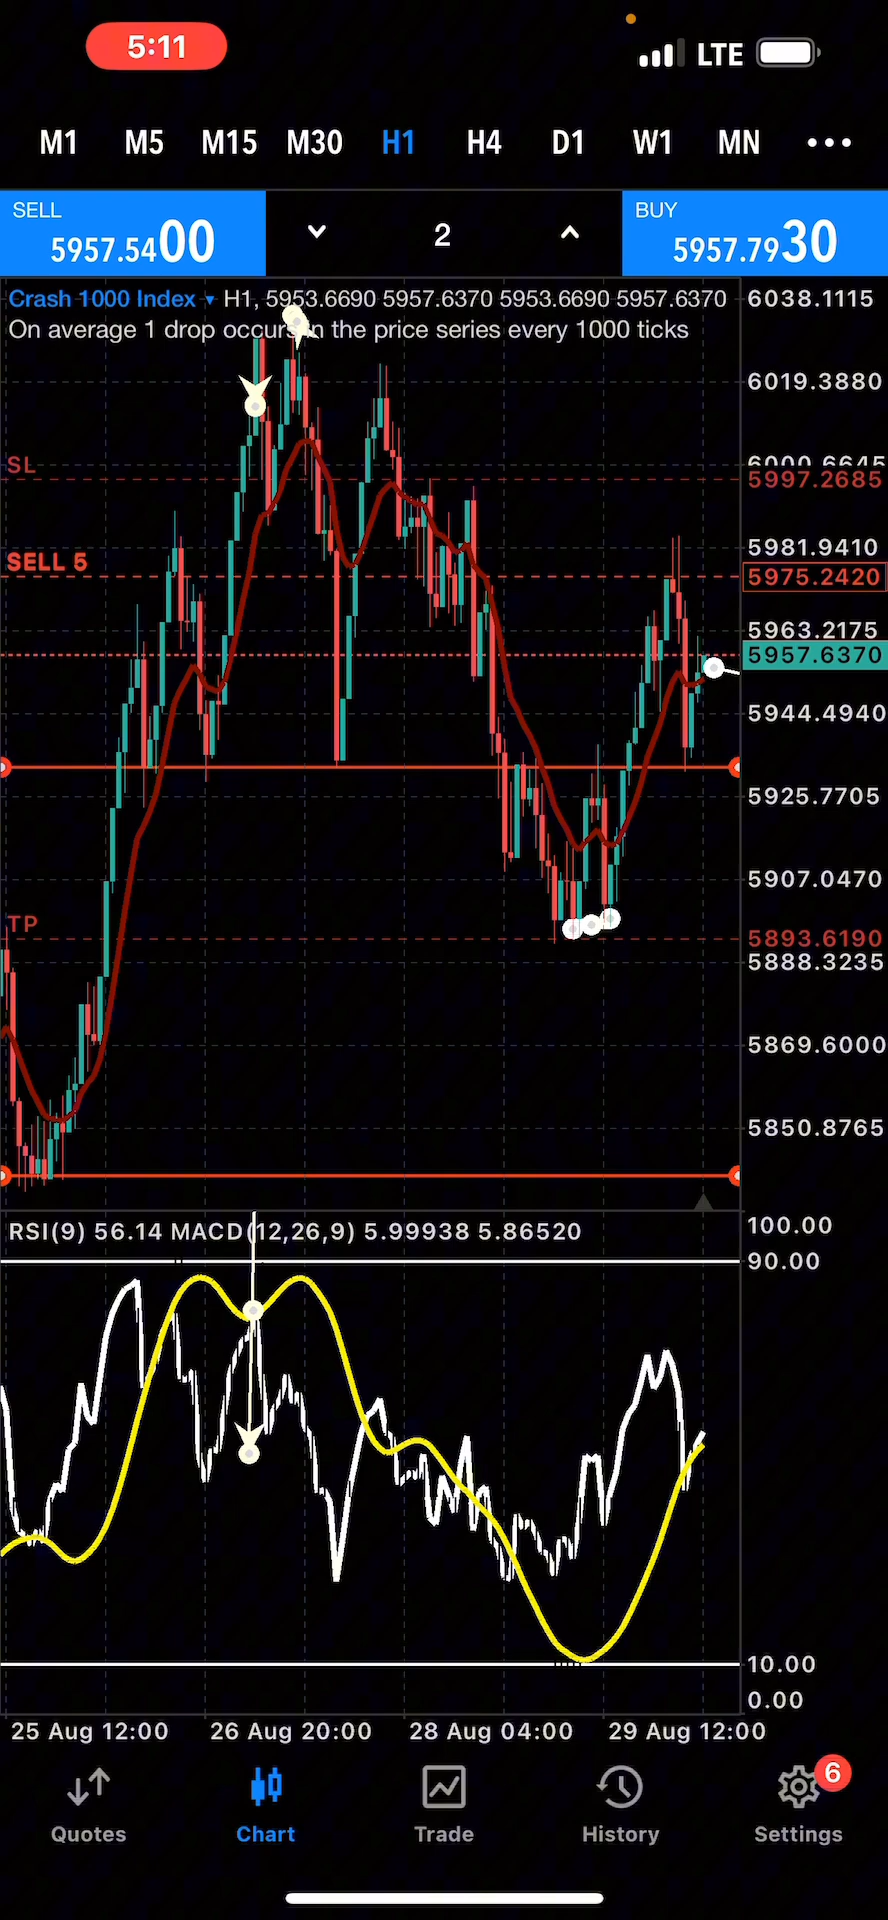 5:11
LTE
M1 M5 M15 M30 H1 H4 D1 W1 MN
SELL
5957.5400
2
BUY
5957.7930
Crash 1000 Index H1, 5953.6690 5957.6370 5953.6690 5957.6370
On average 1 drop occurs in the price series every 1000 ticks
6038.1115
6019.3880
SL
6000.6645
5997.2685
5981.9410
SELL 5
5975.2420
5963.2175
5957.6370
5944.4940
5925.7705
5907.0470
TP
5893.6190
5888.3235
5869.6000
5850.8765
RSI(9) 56.14 MACD(12,26,9) 5.99938 5.86520
100.00
90.00
10.00
0.00
25 Aug 12:00 26 Aug 20:00 28 Aug 04:00 29 Aug 12:00
6
Quotes Chart Trade History Settings